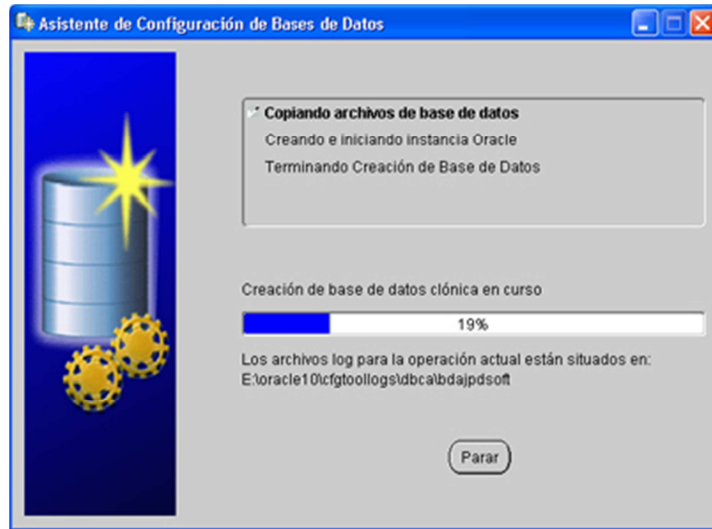 Asistente de Configuración de Bases de Datos
Copiando archivos de base de datos
Creando e iniciando instancia Oracle
Terminando Creación de Base de Datos
Creación de base de datos clónica en curso
19%
Los archivos log para la operación actual están situados en:
E:\oracle10\cfgtoollogs\dbca\bdajpdsoft
Parar